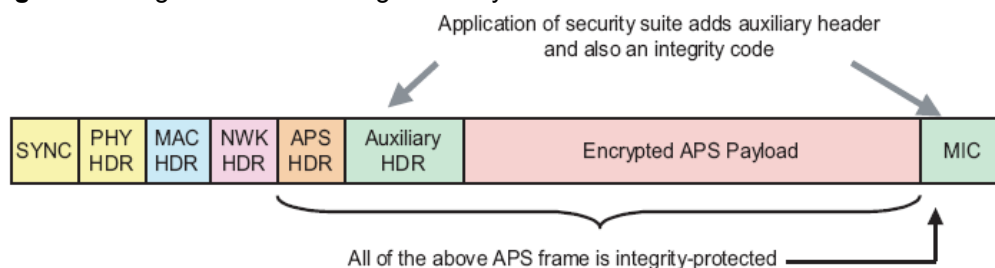 Application of security suite adds auxiliary header
and also an integrity code
SYNC
PHY
HDR
MAC
HDR
NWK
HDR
APS
HDR
Auxiliary
HDR
Encrypted APS Payload
MIC
All of the above APS frame is integrity-protected